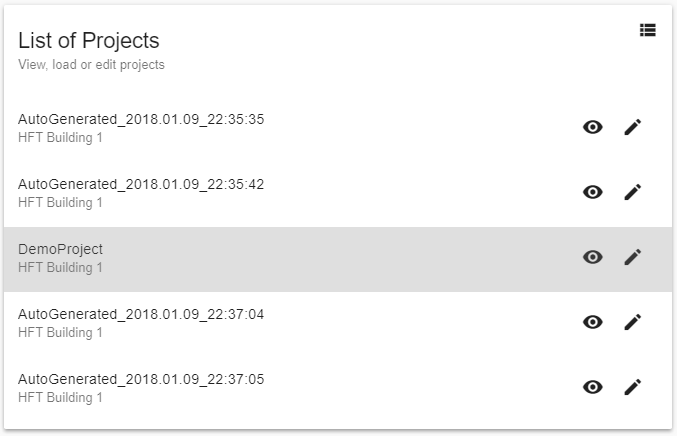 List of Projects
View, load or edit projects
AutoGenerated_2018.01.09_22:35:35
HFT Building 1
AutoGenerated_2018.01.09_22:35:42
HFT Building 1
DemoProject
HFT Building 1
AutoGenerated_2018.01.09_22:37:04
HFT Building 1
AutoGenerated_2018.01.09_22:37:05
HFT Building 1